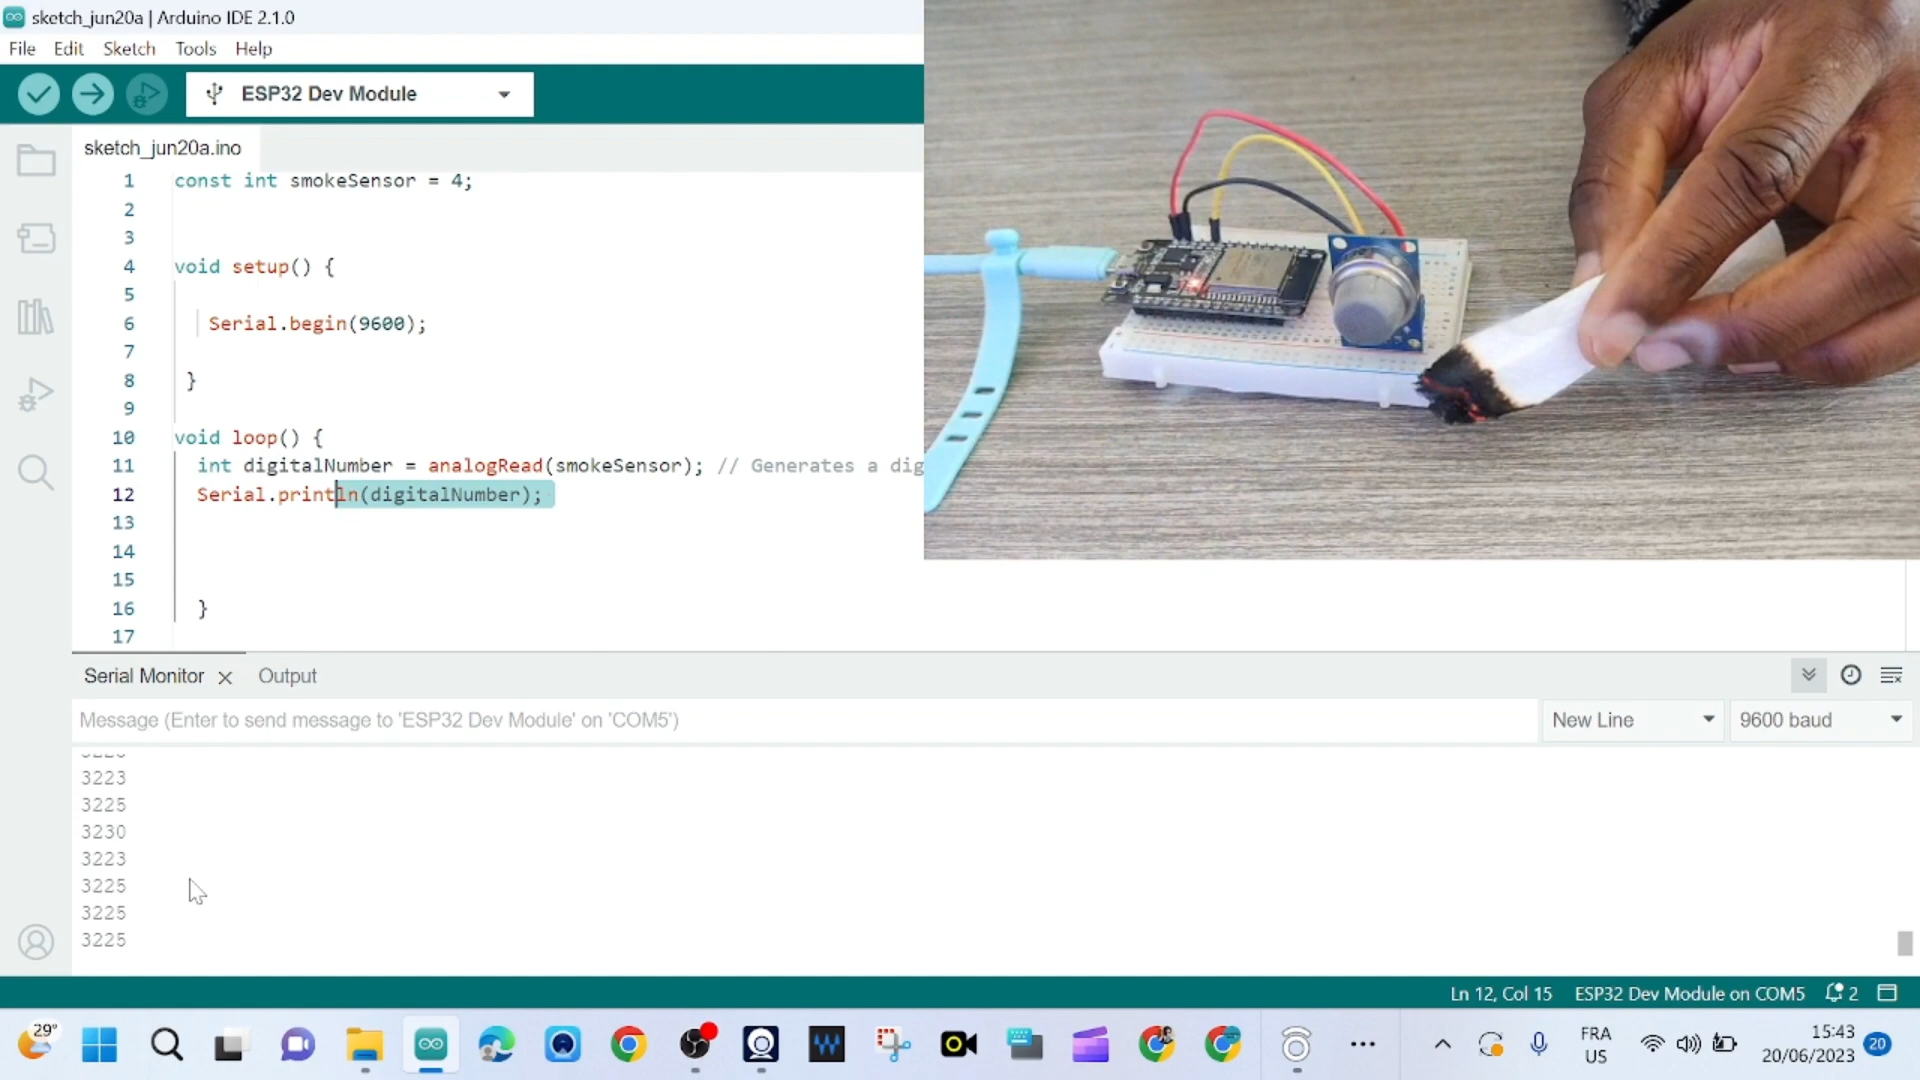 sketch_jun20a | Arduino IDE 2.1.0
File Edit Sketch Tools Help
ESP32 Dev Module
sketch_jun20a.ino
1 const int smokeSensor = 4;
2
3
4 void setup() {
5
6 Serial.begin(9600);
7
8 }
9
10 void loop() {
11 int digitalNumber = analogRead(smokeSensor); // Generates a dig
12 Serial.println(digitalNumber);
13
14
15
16 }
17
Serial Monitor Output
Message (Enter to send message to 'ESP32 Dev Module' on 'COM5')
New Line
9600 baud
3223
3225
3230
3223
3225
3225
3225
Ln 12, Col 15 ESP32 Dev Module on COM5 2
29°
FRA
US
15:43
20/06/2023
20